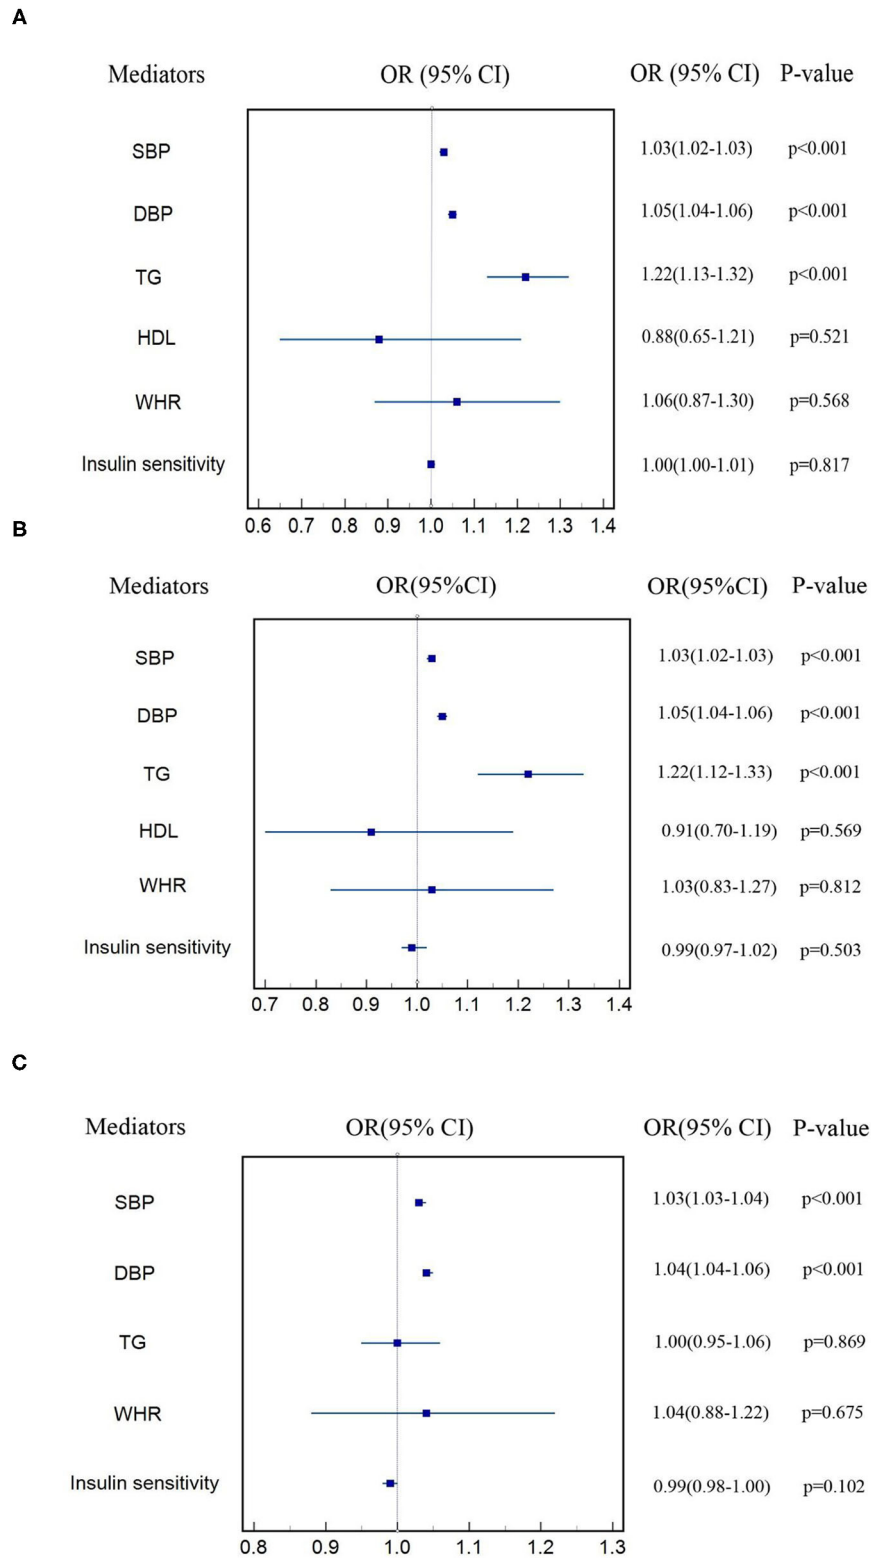 A
Mediators OR (95% CI) OR (95% CI) P-value
SBP 1.03(1.02-1.03) p<0.001
DBP 1.05(1.04-1.06) p<0.001
TG 1.22(1.13-1.32) p<0.001
HDL 0.88(0.65-1.21) p=0.521
WHR 1.06(0.87-1.30) p=0.568
Insulin sensitivity 1.00(1.00-1.01) p=0.817
0.6 0.7 0.8 0.9 1.0 1.1 1.2 1.3 1.4
B
Mediators OR(95%CI) OR(95%CI) P-value
SBP 1.03(1.02-1.03) p<0.001
DBP 1.05(1.04-1.06) p<0.001
TG 1.22(1.12-1.33) p<0.001
HDL 0.91(0.70-1.19) p=0.569
WHR 1.03(0.83-1.27) p=0.812
Insulin sensitivity 0.99(0.97-1.02) p=0.503
0.7 0.8 0.9 1.0 1.1 1.2 1.3 1.4
C
Mediators OR(95% CI) OR(95% CI) P-value
SBP 1.03(1.03-1.04) p<0.001
DBP 1.04(1.04-1.06) p<0.001
TG 1.00(0.95-1.06) p=0.869
WHR 1.04(0.88-1.22) p=0.675
Insulin sensitivity 0.99(0.98-1.00) p=0.102
0.8 0.9 1.0 1.1 1.2 1.3